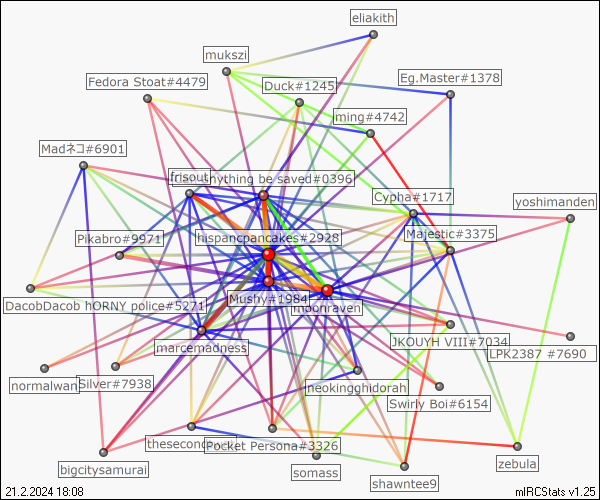 eliakith
mukszi
Eg.Master#1378
Fedora Stoat#4479
Duck#1245
ming#4742
Madネコ#6901
frisout
nything be saved#0396
Cypha#1717
yoshimanden
Pikabro#9971
hispancpancakes#2928
Majestic#3375
DacobDacob hORNY police#5271
Mushy#1984
moonraven
marcemadness
JKOUYH VIII#7034
LPK2387 #7690
normalwan
Silver#7938
neokingghidorah
Swirly Boi#6154
thesecond
Pocket Persona#3326
bigcitysamurai
somass
shawntee9
zebula
21.2.2024 18:08
mIRCStats v1.25